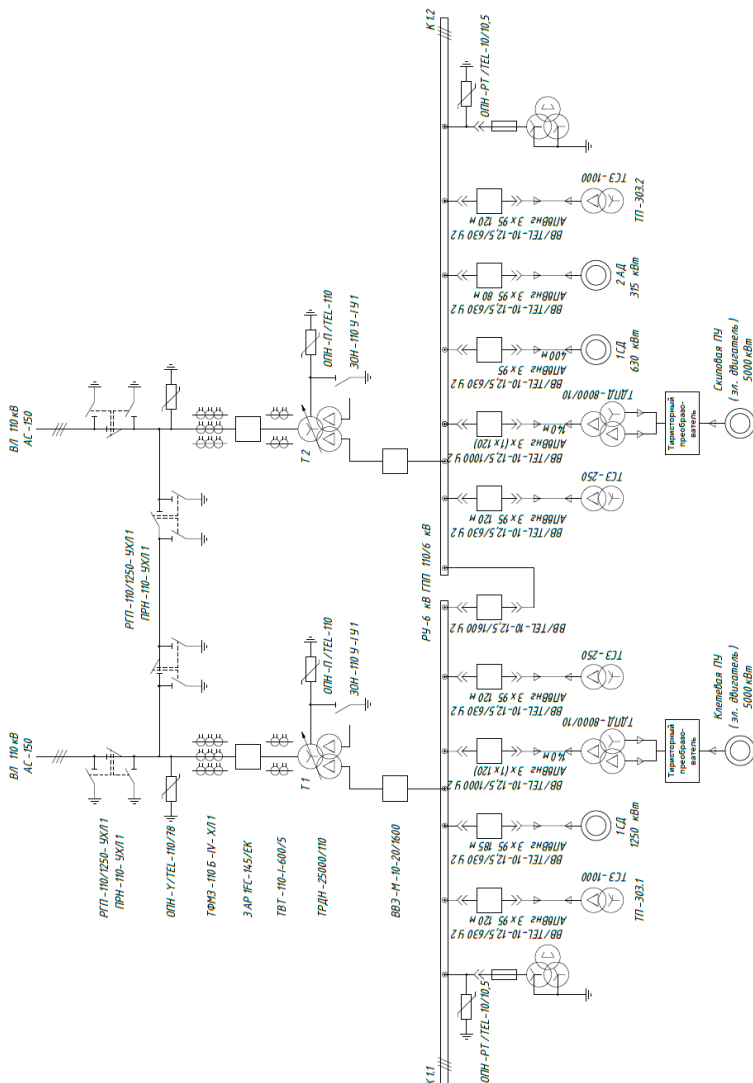 ВЛ 110 кВ
АС-150
РГП-110/1250-УХЛ1
ПРН-110-УХЛ1
ОПН-У/TEL-110/78
ТФМЗ-110 Б-IV-ХЛ1
3 АР 1FC-145/ЕК
ТВТ-110-I-600/5
ТРДН-25000/110
ВВЭ-М-10-20/1600
Т 1
ОПН-П/TEL-110
ЗОН-110 У-I У1
РГП-110/1250-УХЛ1
ПРН-110-УХЛ1
ВЛ 110 кВ
АС-150
Т 2
ОПН-П/TEL-110
ЗОН-110 У-I У1
К 1.1
РУ-6 кВ ГПП 110/6 кВ
К 1.2
ОПН-РТ/TEL-10/10,5
ВВ/TEL-10-12,5/630 У2
АПвВнг 3 х 95 120 м
ТСЗ-1000
ТП-303.1
ВВ/TEL-10-12,5/630 У2
АПвВнг 3 х 95 185 м
1 СД
1250 кВт
ВВ/TEL-10-12,5/1000 У2
АПвВнг 3 х (1 х 120)
140 м
ТДПД-8000/10
Тиристорный
преобразо-
ватель
Клетевая ПУ
( эл. двигатель )
5000 кВт
ВВ/TEL-10-12,5/630 У2
АПвВнг 3 х 95 120 м
ТСЗ-250
ВВ/TEL-10-12,5/1600 У2
ВВ/TEL-10-12,5/630 У2
АПвВнг 3 х 95 120 м
ТСЗ-250
ВВ/TEL-10-12,5/1000 У2
АПвВнг 3 х (1 х 120)
140 м
ТДПД-8000/10
Тиристорный
преобразо-
ватель
Скиповая ПУ
( эл. двигатель )
5000 кВт
ВВ/TEL-10-12,5/630 У2
АПвВнг 3 х 95
400 м
1 СД
630 кВт
ВВ/TEL-10-12,5/630 У2
АПвВнг 3 х 95 80 м
2 АД
315 кВт
ВВ/TEL-10-12,5/630 У2
АПвВнг 3 х 95 120 м
ТСЗ-1000
ТП-303.2
ОПН-РТ/TEL-10/10,5